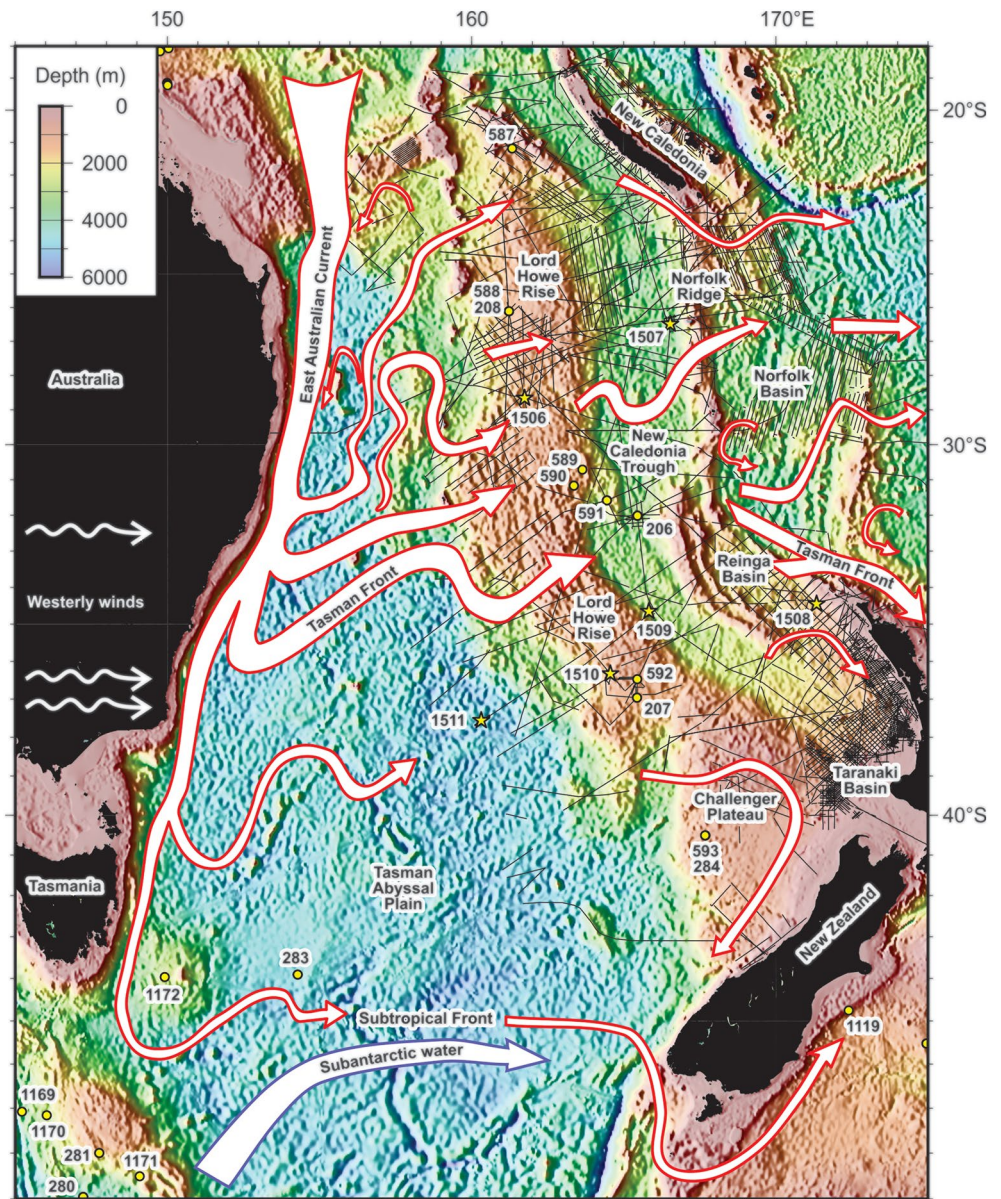 150
160
170°E
Depth (m)
0
2000
4000
6000
20°S
30°S
40°S
587
New Caledonia
East Australian Current
Lord
Howe
Rise
588
208
Norfolk
Ridge
1507
Australia
Norfolk
Basin
1506
New
Caledonia
Trough
589
590
591
206
Westerly winds
Tasman Front
Reinga
Basin
Tasman Front
Lord
Howe
Rise
1509
1508
1510
592
207
1511
Taranaki
Basin
Challenger
Plateau
593
284
Tasmania
Tasman
Abyssal
Plain
New Zealand
283
1172
Subtropical Front
1119
Subantarctic water
1169
1170
281
1171
280